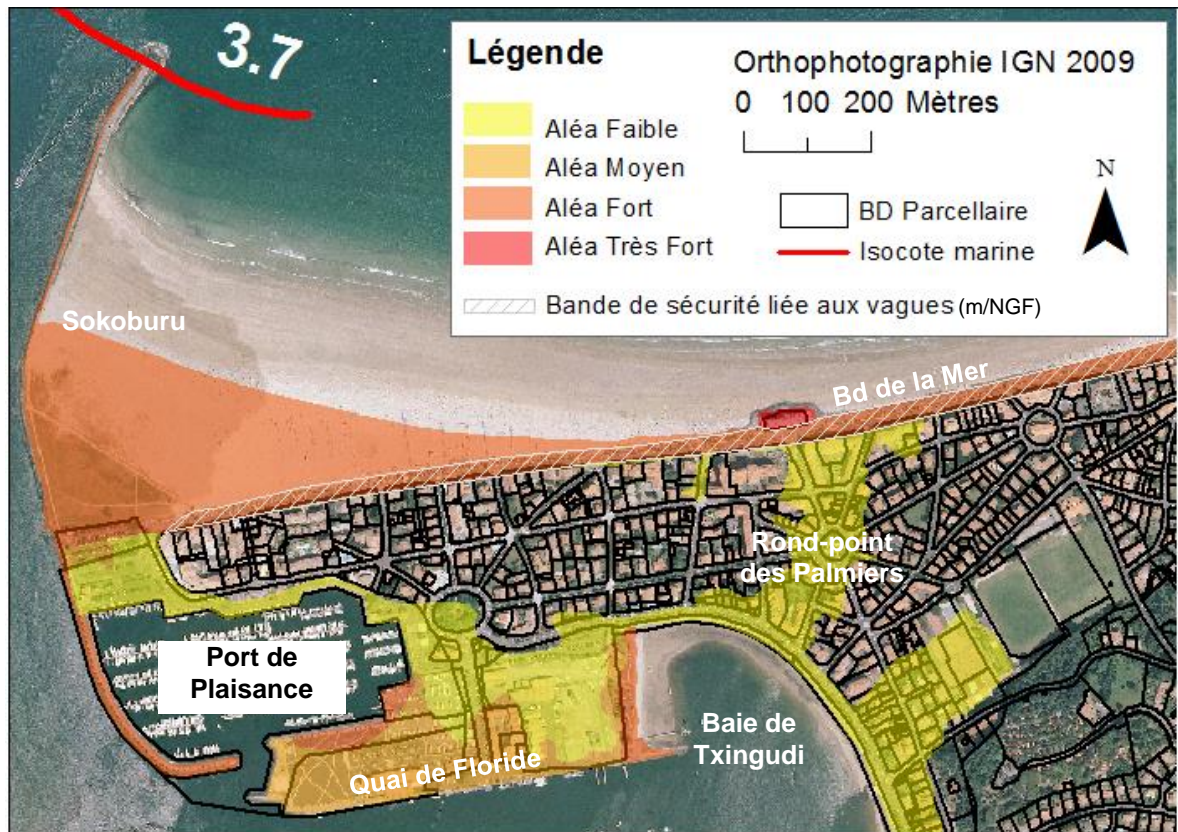 3.7
Légende
Aléa Faible
Aléa Moyen
Aléa Fort
Aléa Très Fort
Orthophotographie IGN 2009
0 100 200 Mètres
N
BD Parcellaire
Isocote marine
Bande de sécurité liée aux vagues (m/NGF)
Sokoburu
Bd de la Mer
Rond-point
des Palmiers
Port de
Plaisance
Baie de
Txingudi
Quai de Floride